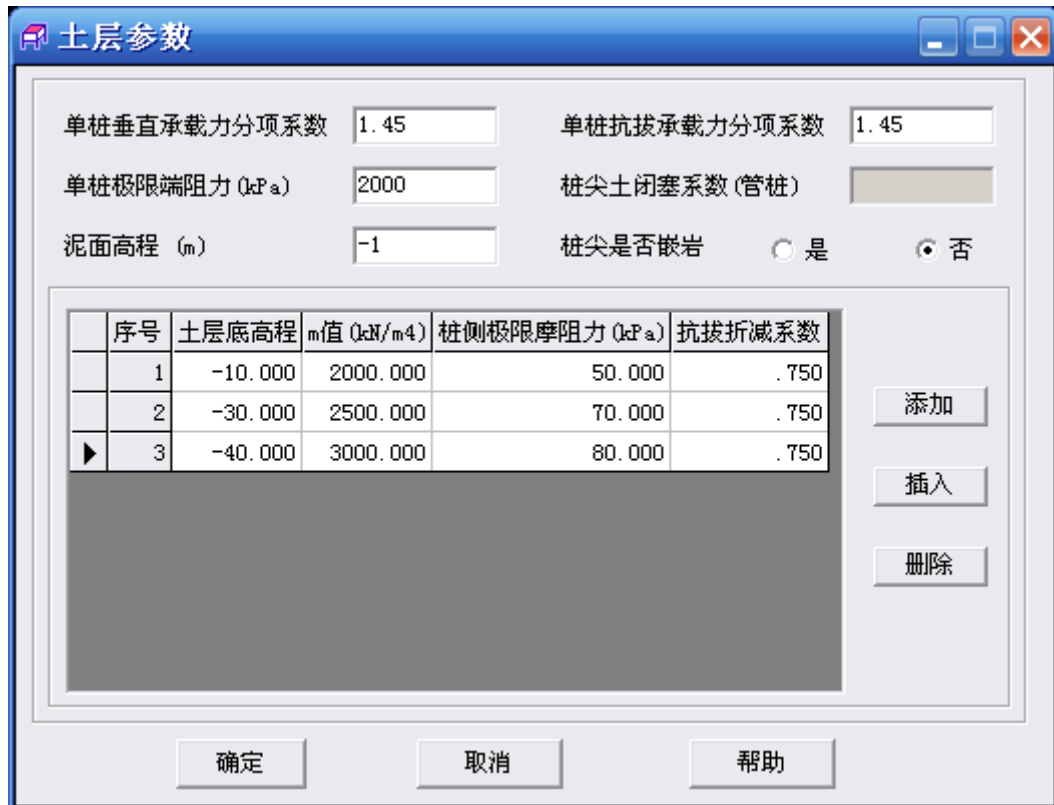 土层参数
单桩垂直承载力分项系数 1.45 单桩抗拔承载力分项系数 1.45
单桩极限端阻力(kPa) 2000 桩尖土闭塞系数(管桩)
泥面高程 (m) -1 桩尖是否嵌岩 是 否
序号 土层底高程 m值(kN/m4) 桩侧极限摩阻力(kPa) 抗拔折减系数
1 -10.000 2000.000 50.000 .750
2 -30.000 2500.000 70.000 .750
3 -40.000 3000.000 80.000 .750
添加
插入
删除
确定 取消 帮助